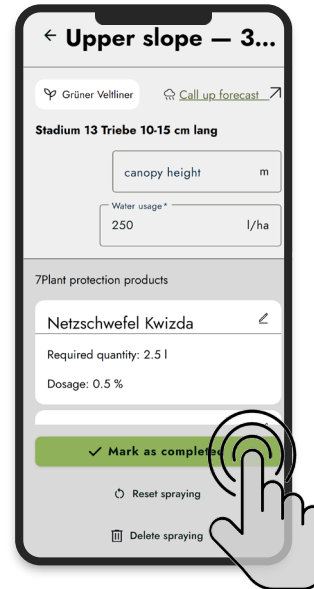 Upper slope — 3...
Grüner Veltliner
Call up forecast
Stadium 13 Triebe 10-15 cm lang
canopy height m
Water usage*
250 l/ha
7Plant protection products
Netzschwefel Kwizda
Required quantity: 2.5 l
Dosage: 0.5 %
Mark as completed
Reset spraying
Delete spraying